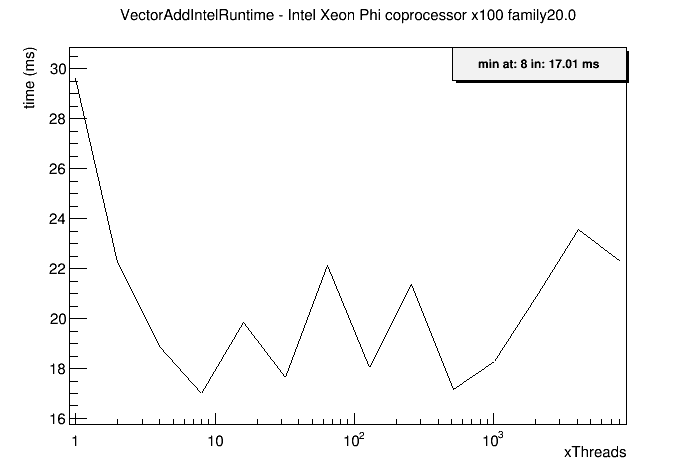 VectorAddIntelRuntime - Intel Xeon Phi coprocessor x100 family20.0
min at: 8 in: 17.01 ms
time (ms)
30
28
26
24
22
20
18
16
1 10 10² 10³
xThreads